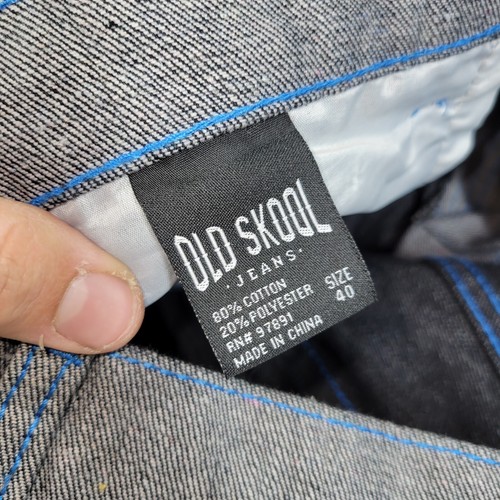 OLD SKOOL
· JEANS ·
80% COTTON
20% POLYESTER
RN# 97891
MADE IN CHINA
SIZE
40